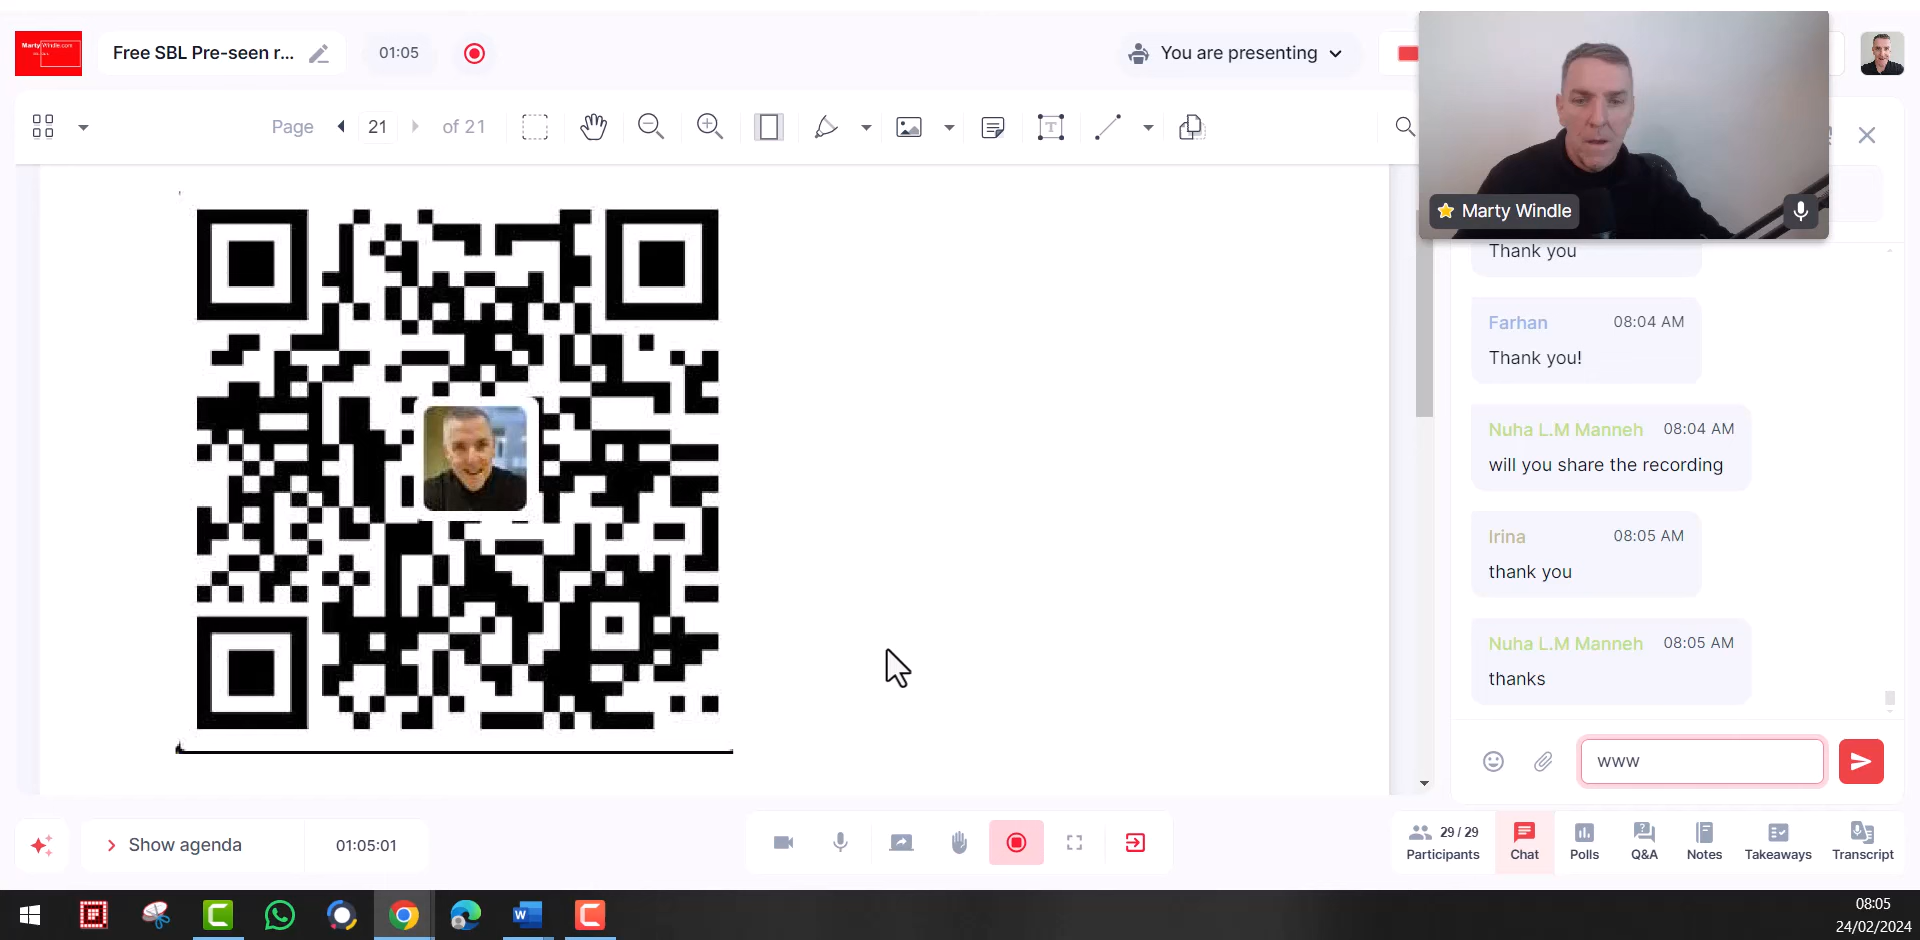 MartyWindle.com
Free SBL Pre-seen r...
01:05
You are presenting
Page
21
of 21
T
Marty Windle
Thank you
Farhan 08:04 AM
Thank you!
Nuha L.M Manneh 08:04 AM
will you share the recording
Irina 08:05 AM
thank you
Nuha L.M Manneh 08:05 AM
thanks
www
Show agenda
01:05:01
29 / 29
Participants
Chat
Polls
Q&A
Notes
Takeaways
Transcript
08:05
24/02/2024